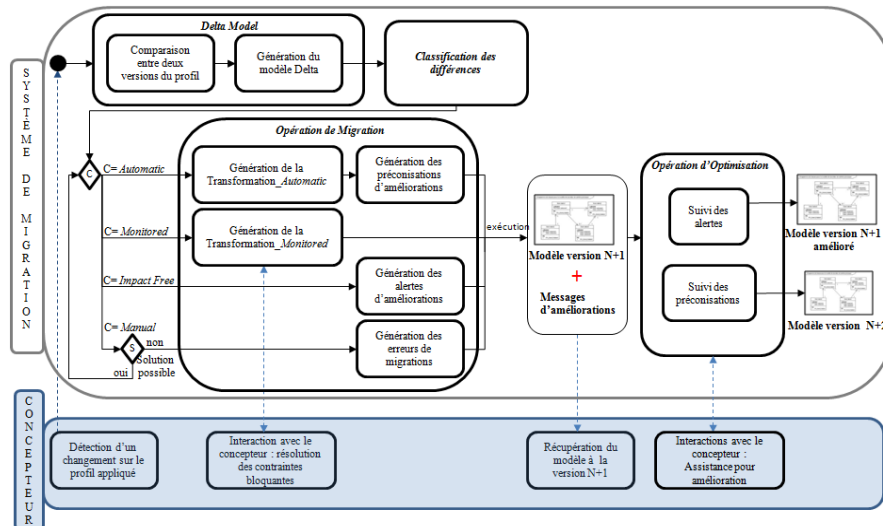 SYSTÈME DE MIGRATION
Delta Model
Comparaison
entre deux
versions du profil
Génération du
modèle Delta
Classification des
différences
Opération de Migration
C
C= Automatic
Génération de la
Transformation_Automatic
Génération des
préconisations
d’améliorations
C= Monitored
Génération de la
Transformation_Monitored
C= Impact Free
Génération des
alertes
d’améliorations
C= Manual
S
non
Solution
possible
oui
Génération des
erreurs de
migrations
exécution
Modèle version N+1
+
Messages
d’améliorations
Opération d’Optimisation
Suivi des
alertes
Suivi des
préconisations
Modèle version N+1
amélioré
Modèle version N+2
CONCEPTEUR
Détection d’un
changement sur le
profil appliqué
Interaction avec le
concepteur : résolution
des contraintes
bloquantes
Récupération du
modèle à la
version N+1
Interactions avec le
concepteur :
Assistance pour
amélioration